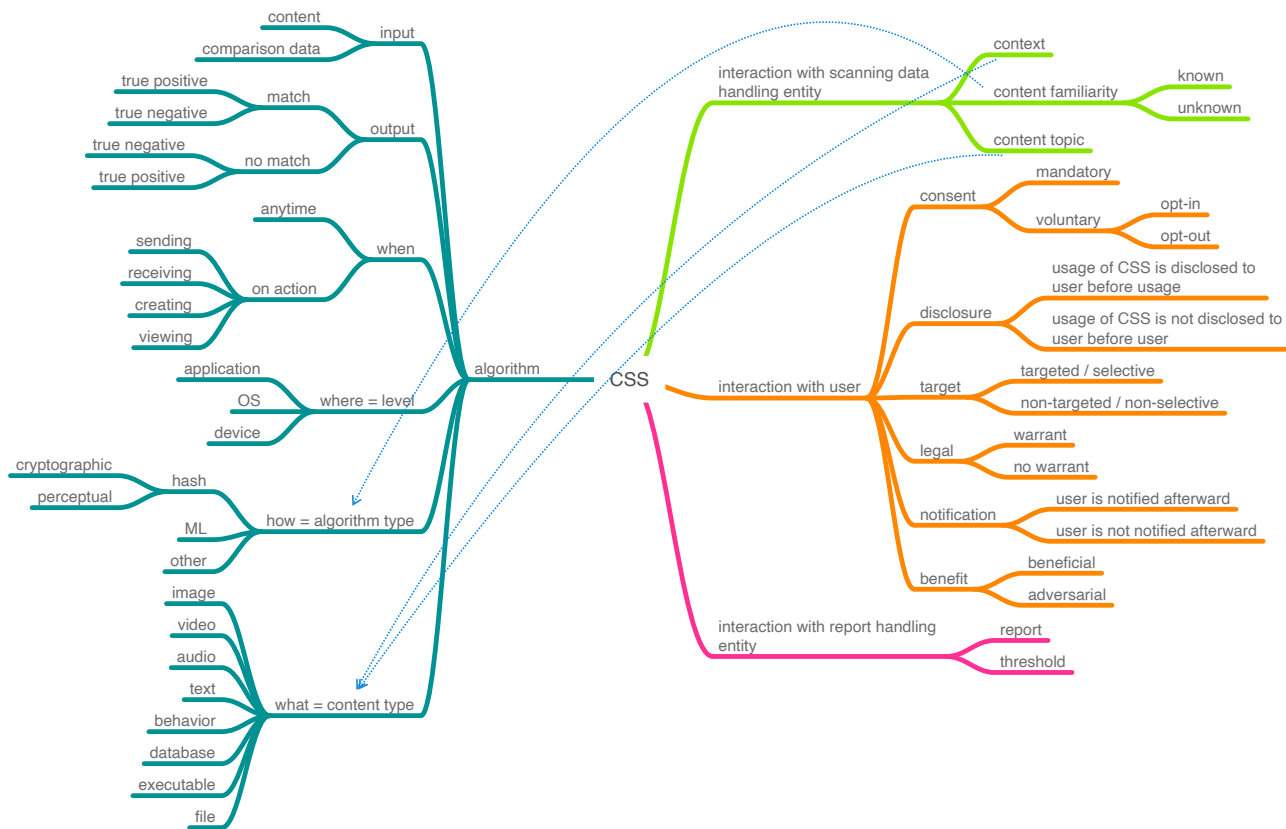 content
input
comparison data
true positive
match
true negative
output
true negative
no match
true positive
anytime
when
sending
receiving
on action
creating
viewing
algorithm
application
OS
where = level
device
cryptographic
hash
perceptual
how = algorithm type
ML
other
image
video
audio
text
what = content type
behavior
database
executable
file
CSS
interaction with scanning data
handling entity
context
content familiarity
known
unknown
content topic
interaction with user
consent
mandatory
voluntary
opt-in
opt-out
disclosure
usage of CSS is disclosed to
user before usage
usage of CSS is not disclosed to
user before user
target
targeted / selective
non-targeted / non-selective
legal
warrant
no warrant
notification
user is notified afterward
user is not notified afterward
benefit
beneficial
adversarial
interaction with report handling
entity
report
threshold